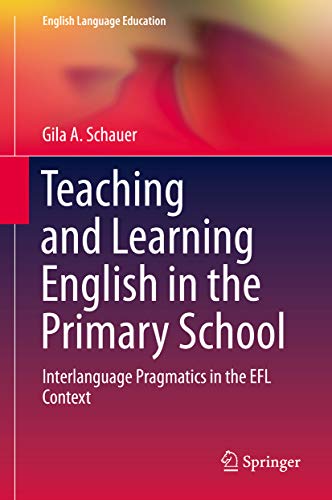 English Language Education
Gila A. Schauer
Teaching
and Learning
English in the
Primary School
Interlanguage Pragmatics in the EFL
Context
Springer